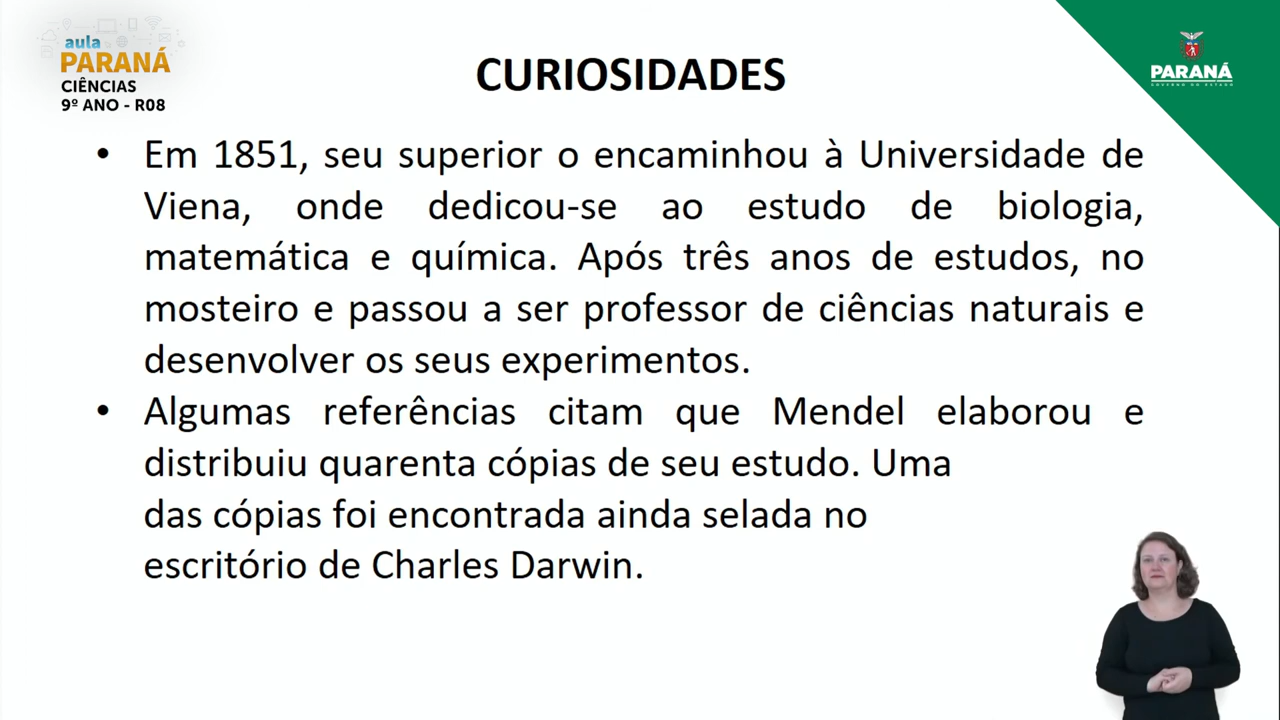 aula
PARANÁ
CIÊNCIAS
9º ANO - R08
CURIOSIDADES
PARANÁ
GOVERNO DO ESTADO
• Em 1851, seu superior o encaminhou à Universidade de
Viena, onde dedicou-se ao estudo de biologia,
matemática e química. Após três anos de estudos, no
mosteiro e passou a ser professor de ciências naturais e
desenvolver os seus experimentos.
• Algumas referências citam que Mendel elaborou e
distribuiu quarenta cópias de seu estudo. Uma
das cópias foi encontrada ainda selada no
escritório de Charles Darwin.